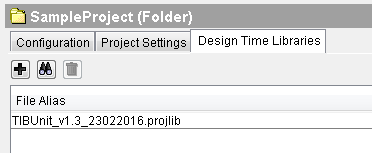 SampleProject (Folder)
Configuration Project Settings Design Time Libraries
File Alias
TIBUnit_v1.3_23022016.projlib